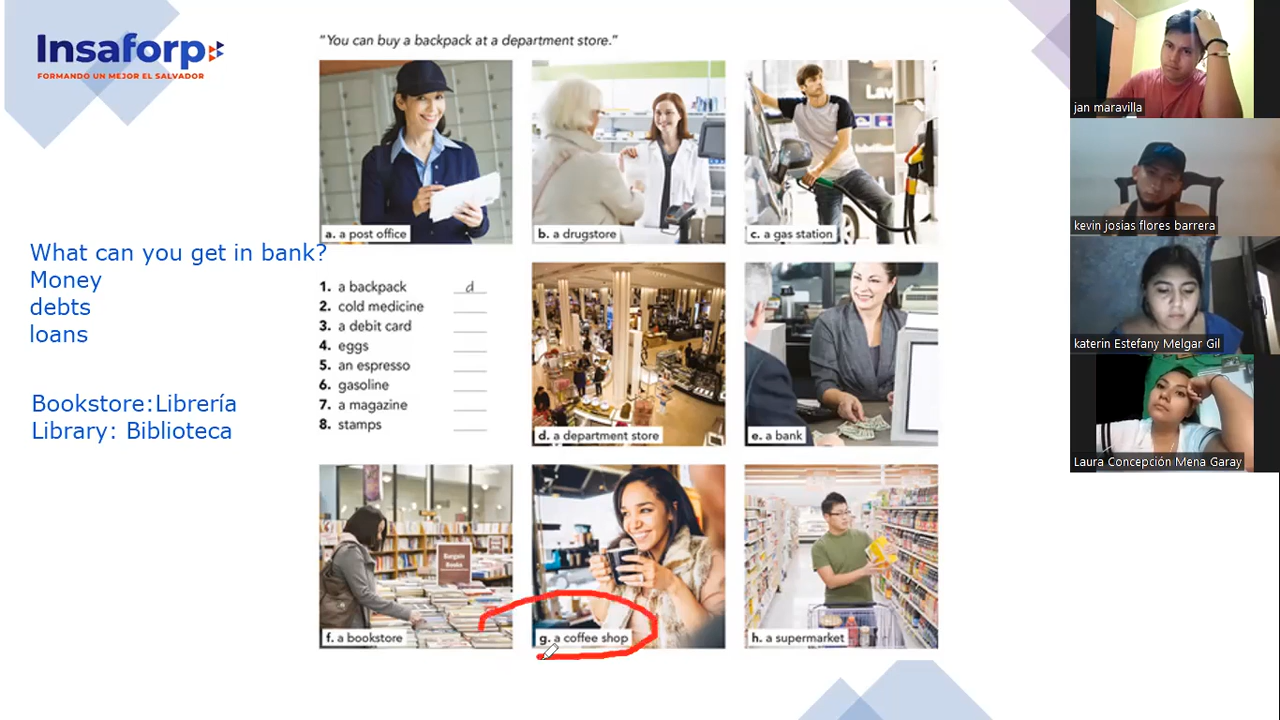 Insaforp
FORMANDO UN MEJOR EL SALVADOR
"You can buy a backpack at a department store."
a. a post office
b. a drugstore
c. a gas station
Lav
What can you get in bank?
Money
debts
loans
Bookstore:Librería
Library: Biblioteca
1. a backpack d
2. cold medicine
3. a debit card
4. eggs
5. an espresso
6. gasoline
7. a magazine
8. stamps
d. a department store
e. a bank
Bargain
Books
f. a bookstore
g. a coffee shop
h. a supermarket
jan maravilla
kevin josias flores barrera
katerin Estefany Melgar Gil
Laura Concepción Mena Garay